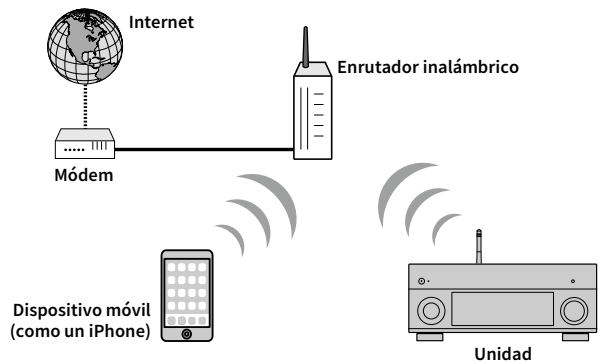 Internet
Enrutador inalámbrico
Módem
Dispositivo móvil
(como un iPhone)
Unidad